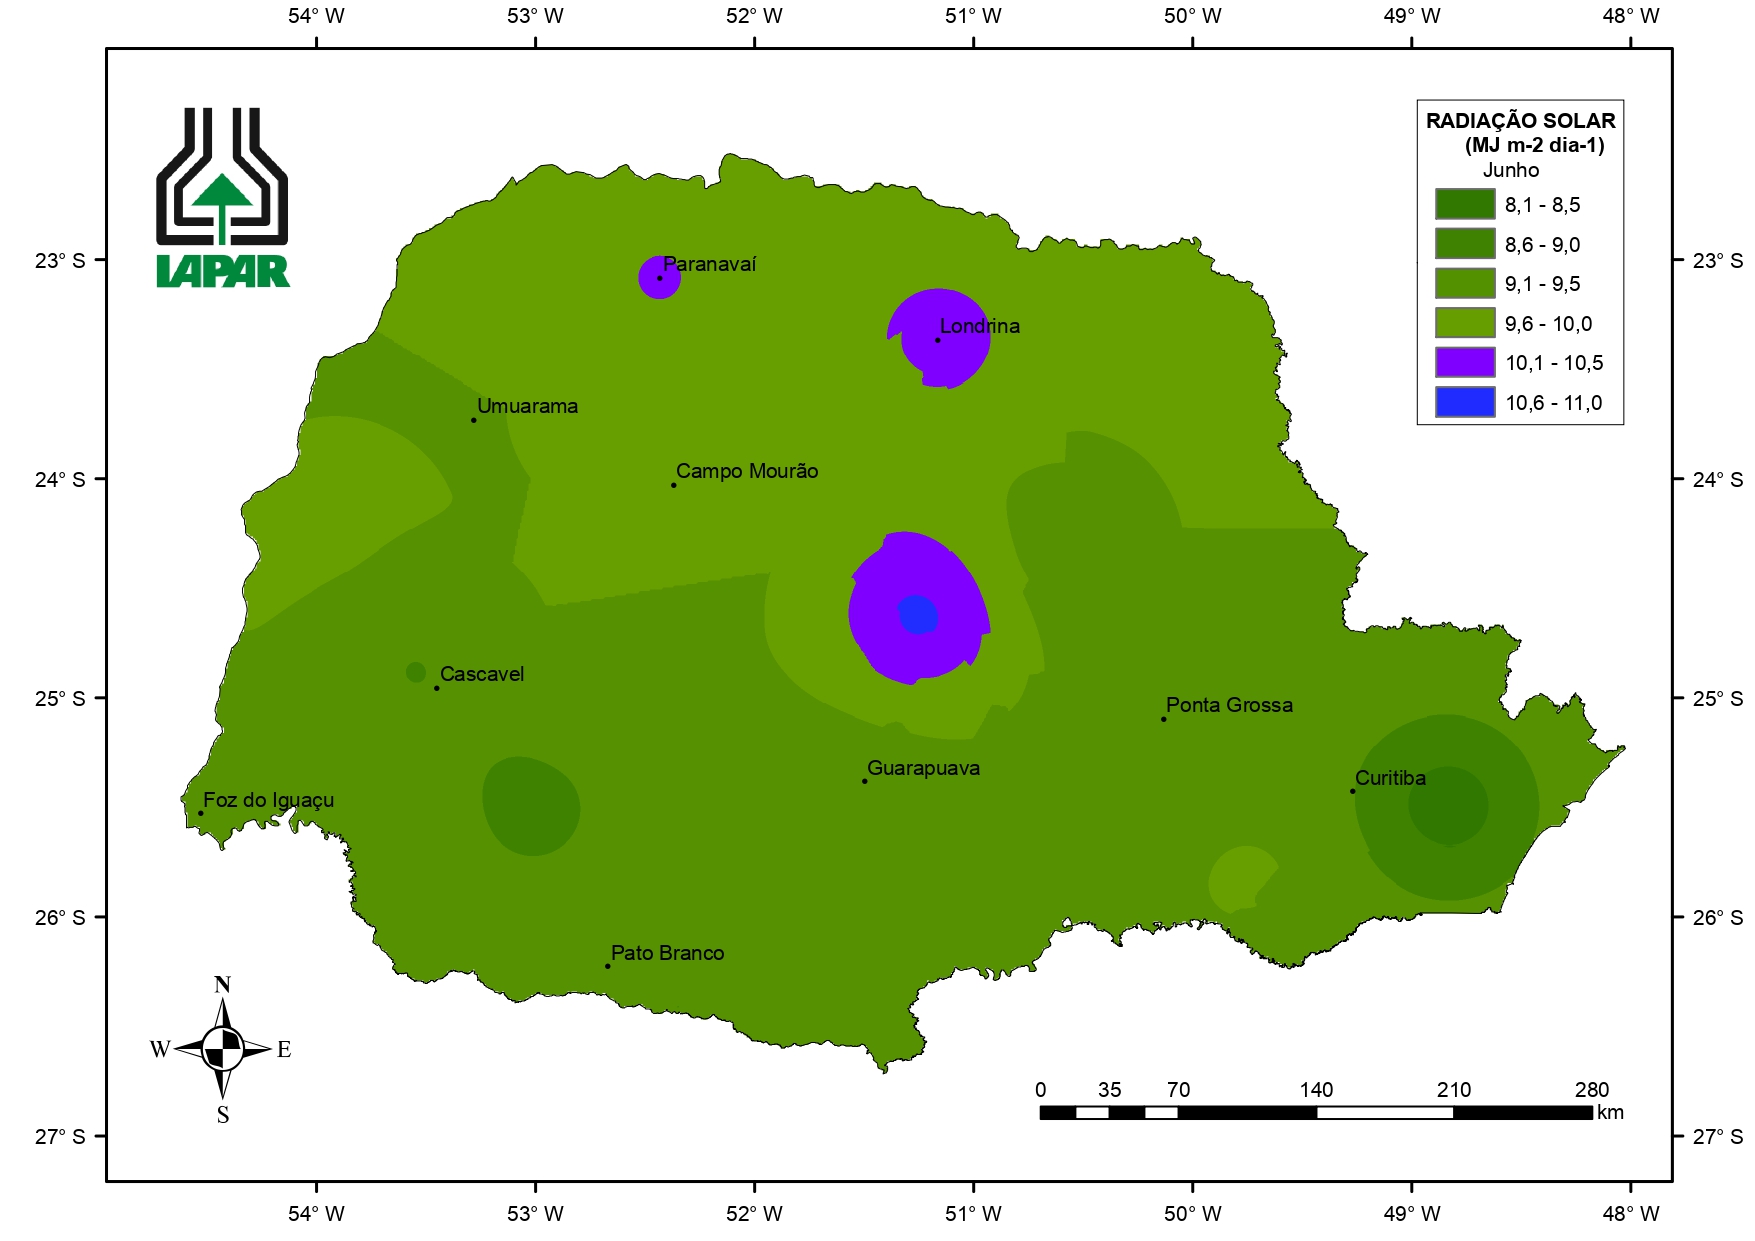 54° W 53° W 52° W 51° W 50° W 49° W 48° W
IAPAR
RADIAÇÃO SOLAR
(MJ m-2 dia-1)
Junho
8,1 - 8,5
8,6 - 9,0
9,1 - 9,5
9,6 - 10,0
10,1 - 10,5
10,6 - 11,0
23° S 23° S
Paranavaí
Londrina
Umuarama
Campo Mourão
24° S 24° S
Cascavel
25° S 25° S
Ponta Grossa
Guarapuava
Curitiba
Foz do Iguaçu
26° S 26° S
Pato Branco
N
W E
S
0 35 70 140 210 280
km
27° S 27° S
54° W 53° W 52° W 51° W 50° W 49° W 48° W